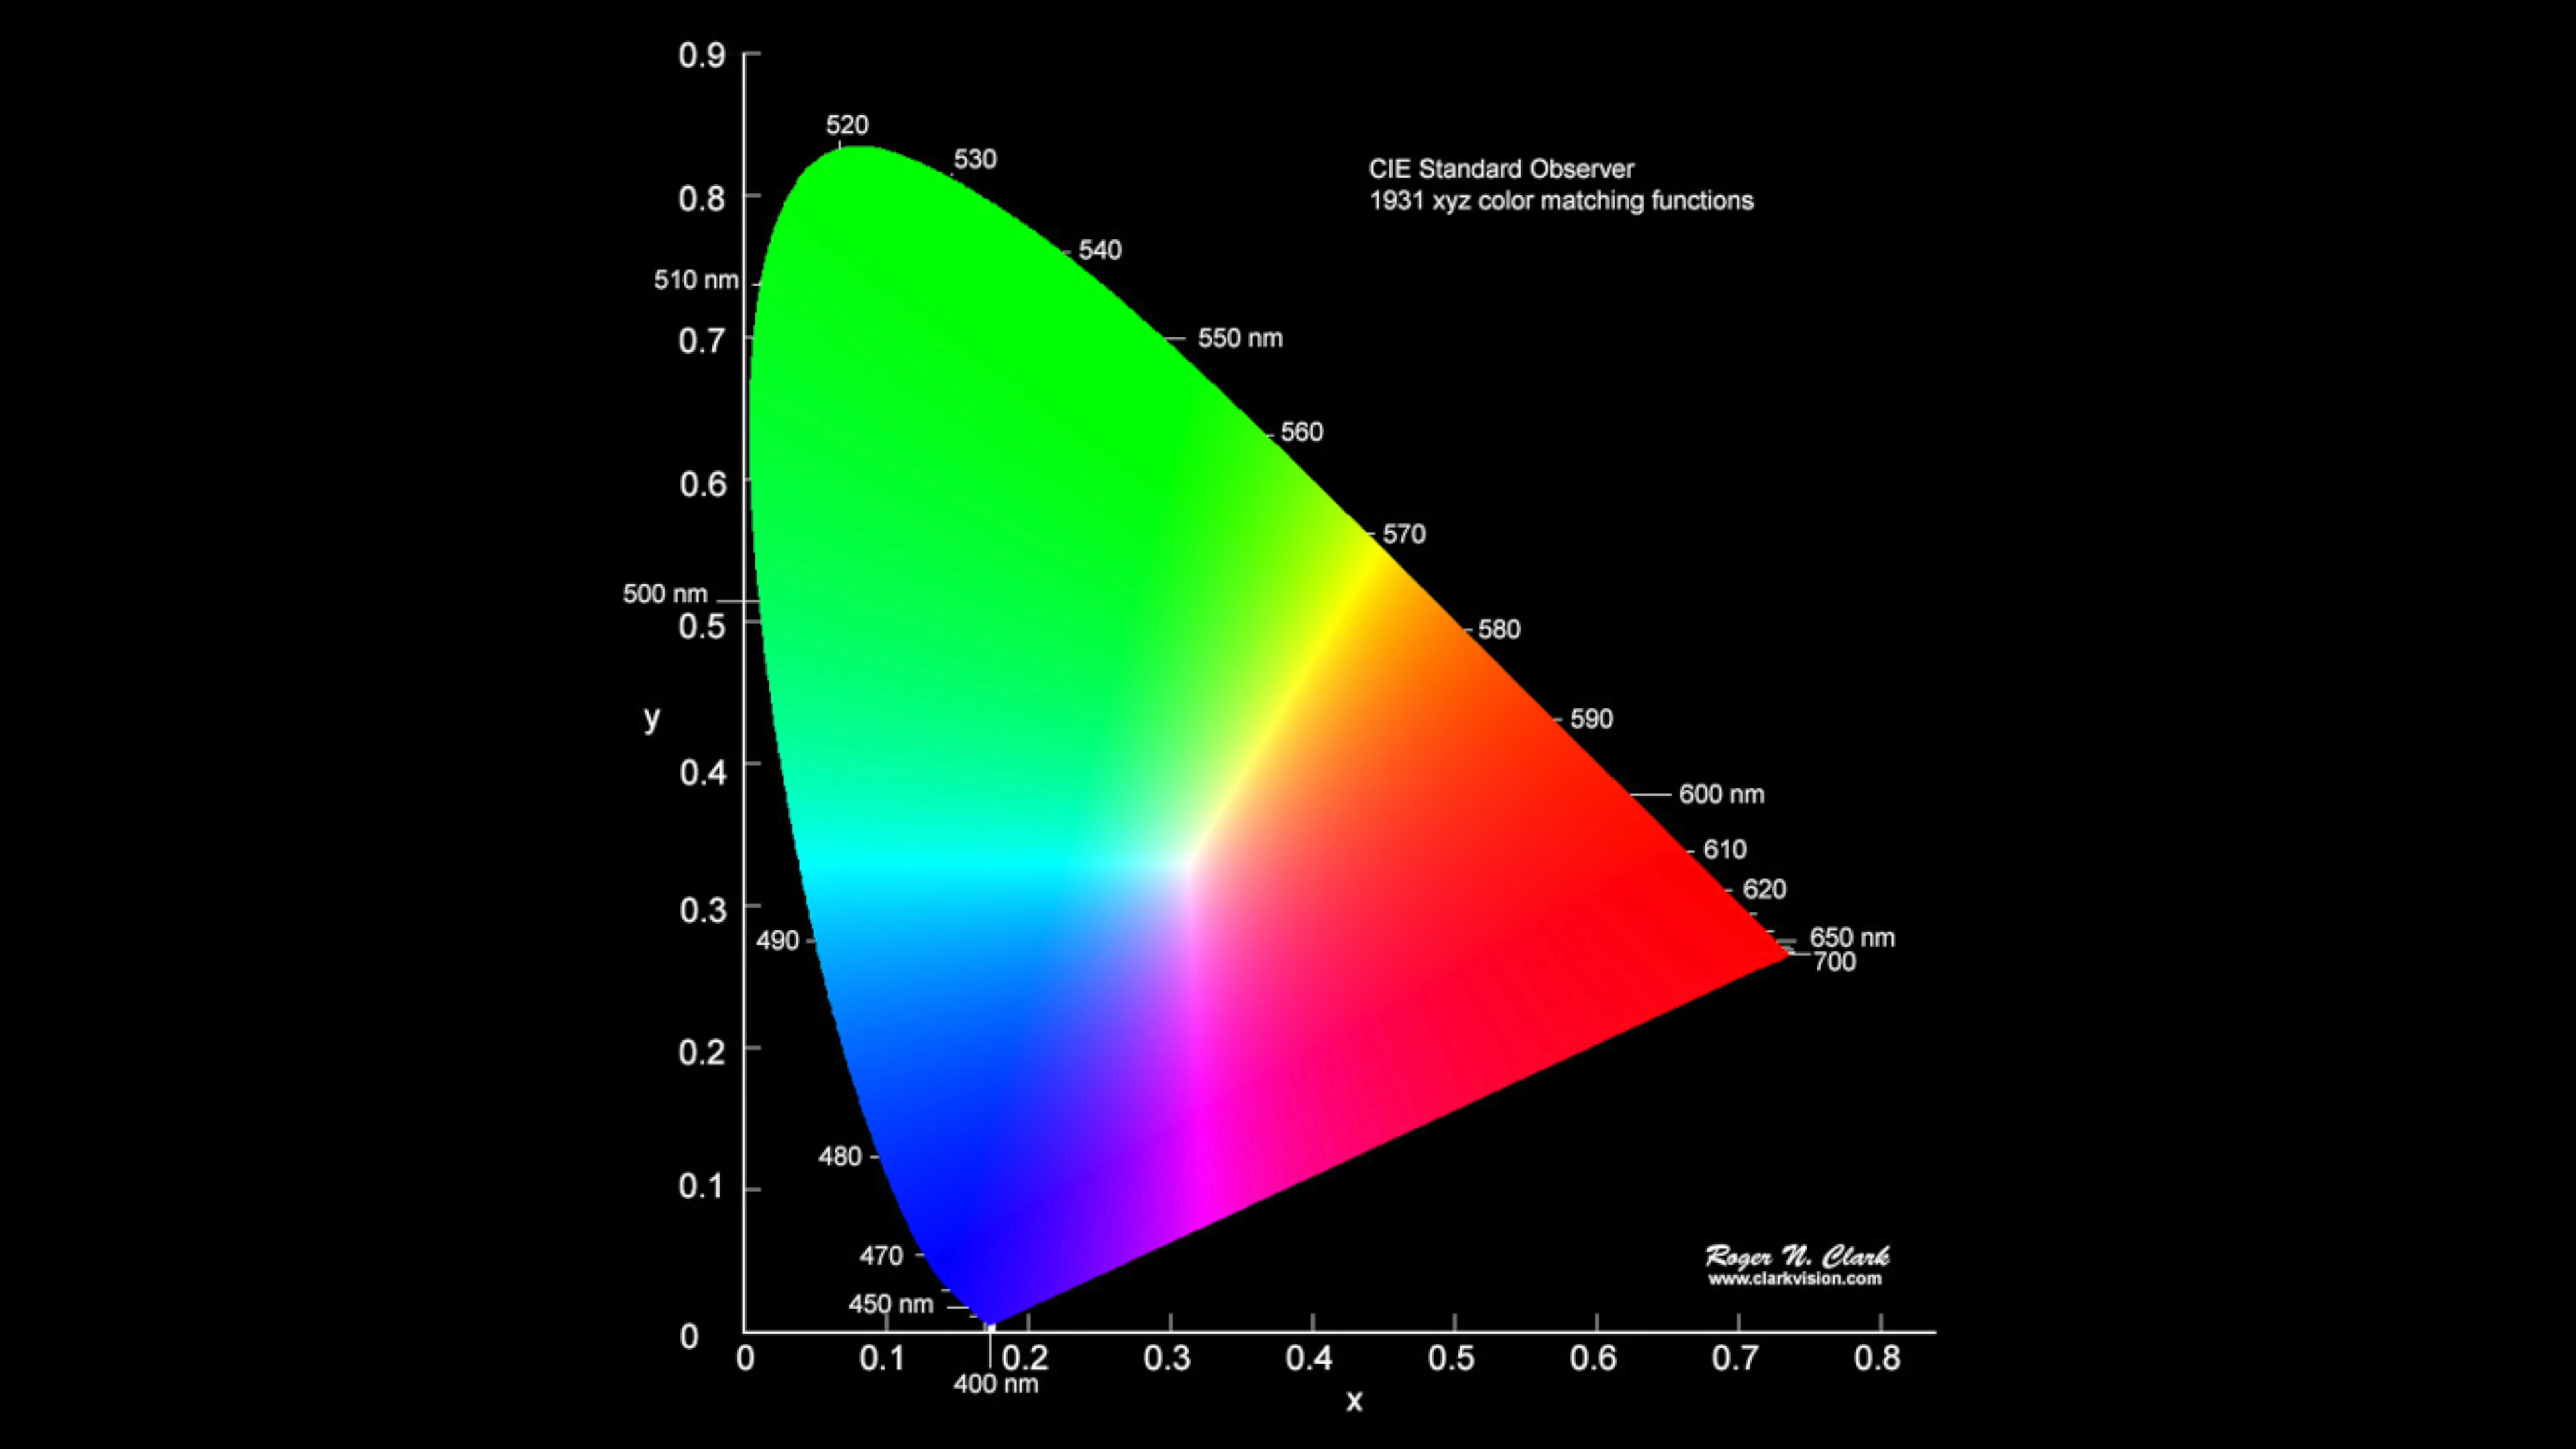 0.9
520
530
CIE Standard Observer
1931 xyz color matching functions
0.8
540
510 nm
0.7
550 nm
560
0.6
570
500 nm
0.5
580
y
590
0.4
600 nm
610
620
0.3
490
650 nm
700
0.2
480
0.1
470
Roger N. Clark
www.clarkvision.com
450 nm
0
0 0.1 0.2 0.3 0.4 0.5 0.6 0.7 0.8
400 nm
x